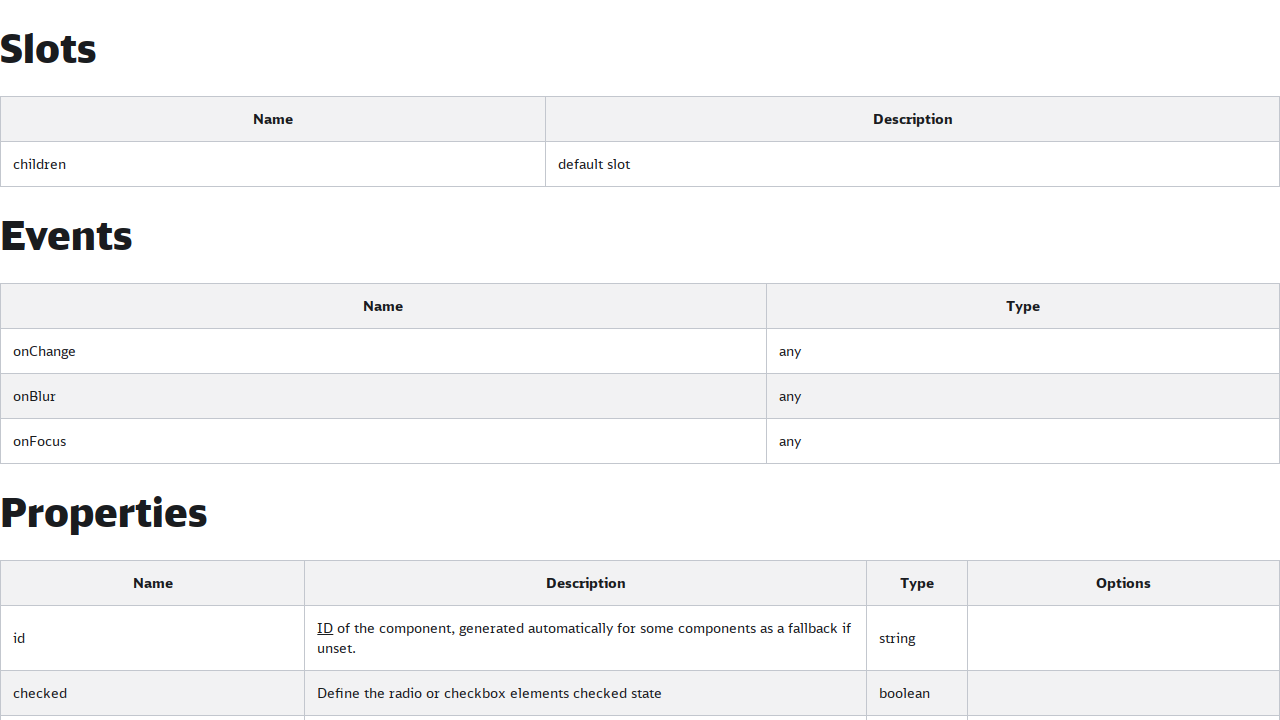 Slots
Name Description
children default slot
Events
Name Type
onChange any
onBlur any
onFocus any
Properties
Name Description Type Options
id ID of the component, generated automatically for some components as a fallback if unset. string
checked Define the radio or checkbox elements checked state boolean